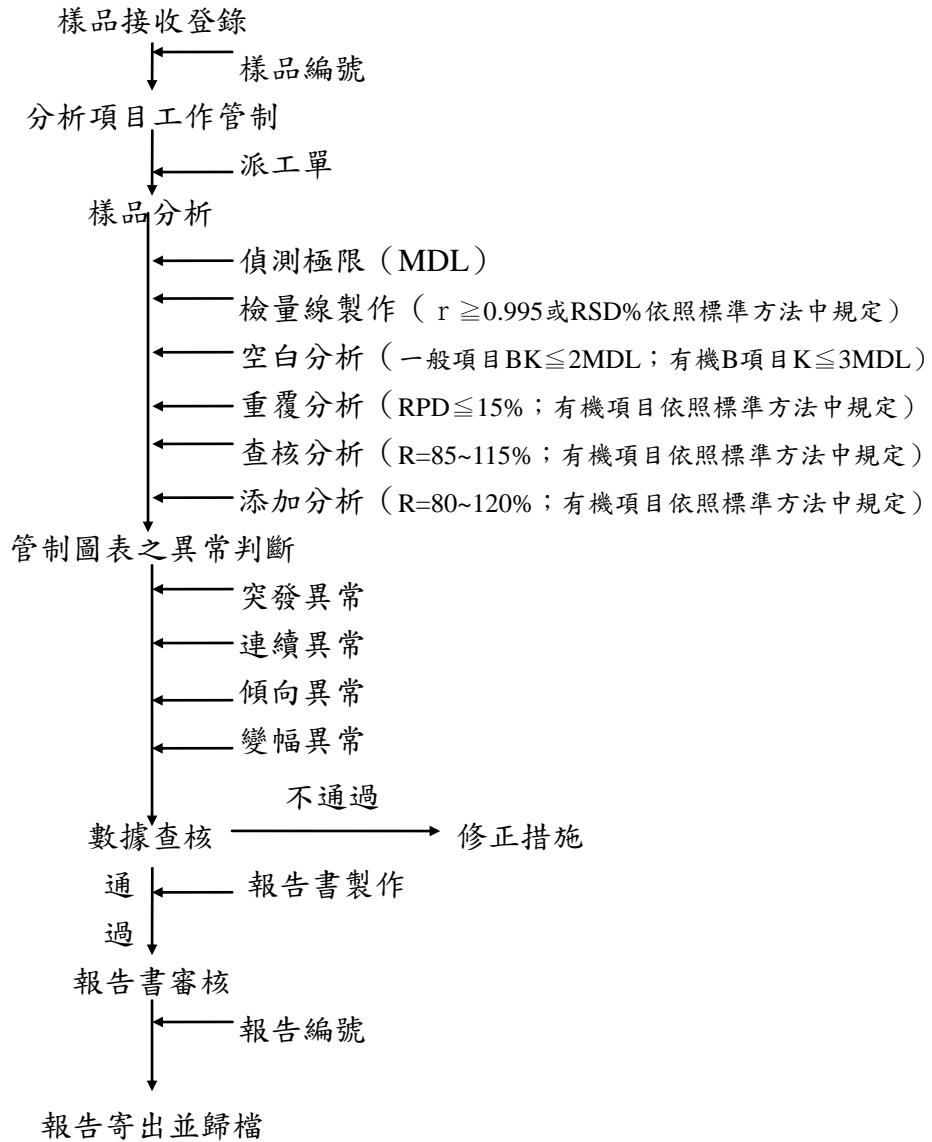 樣品接收登錄
樣品編號
分析項目工作管制
派工單
樣品分析
偵測極限（MDL）
檢量線製作（ｒ≧0.995或RSD%依照標準方法中規定）
空白分析（一般項目BK≦2MDL；有機B項目K≦3MDL）
重覆分析（RPD≦15%；有機項目依照標準方法中規定）
查核分析（R=85~115%；有機項目依照標準方法中規定）
添加分析（R=80~120%；有機項目依照標準方法中規定）
管制圖表之異常判斷
突發異常
連續異常
傾向異常
變幅異常
不通過
數據查核
修正措施
通
過
報告書製作
報告書審核
報告編號
報告寄出並歸檔